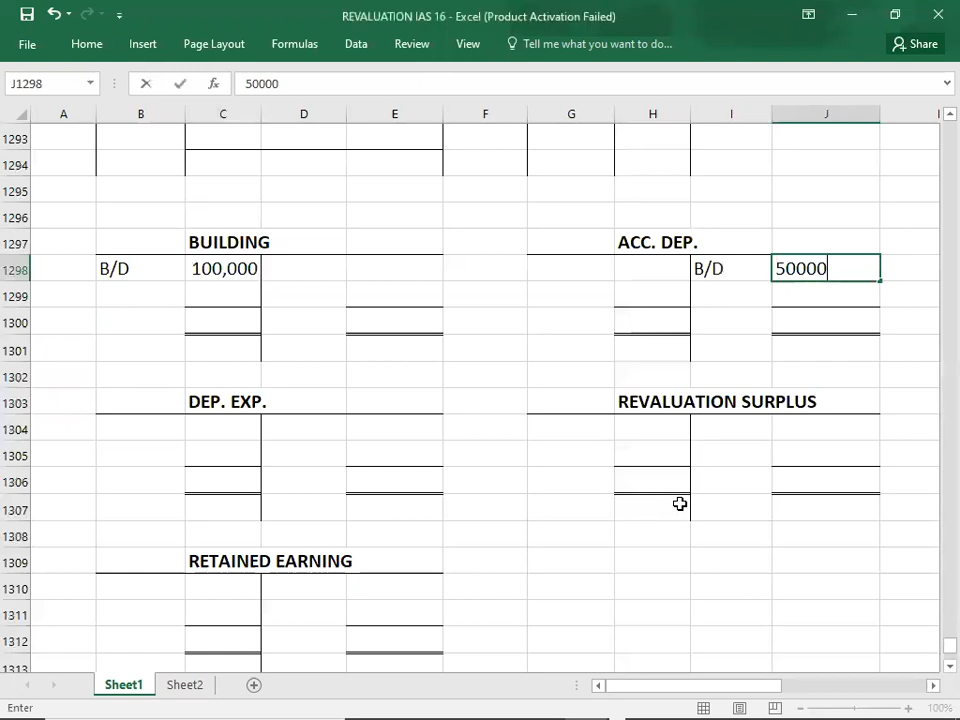 REVALUATION IAS 16 - Excel (Product Activation Failed)
File Home Insert Page Layout Formulas Data Review View Tell me what you want to do... Share
J1298 fx 50000
A B C D E F G H I J
1293
1294
1295
1296
1297 BUILDING ACC. DEP.
1298 B/D 100,000 B/D 50000
1299
1300
1301
1302
1303 DEP. EXP. REVALUATION SURPLUS
1304
1305
1306
1307
1308
1309 RETAINED EARNING
1310
1311
1312
1313
Sheet1 Sheet2
Enter 100%